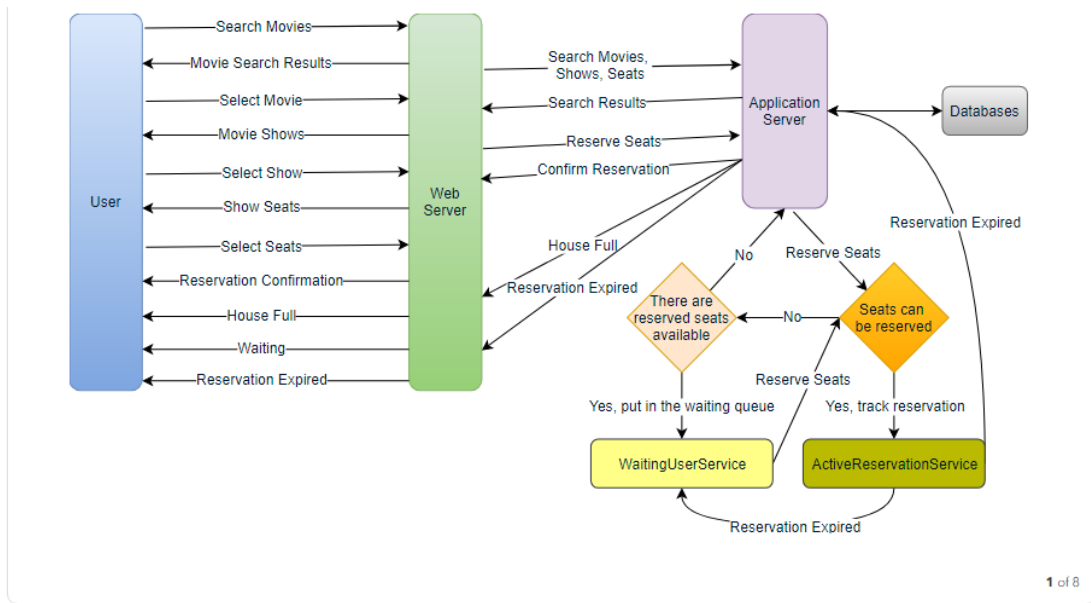 Search Movies
Movie Search Results
Select Movie
Movie Shows
Select Show
Show Seats
Select Seats
Reservation Confirmation
House Full
Waiting
Reservation Expired
User
Web
Server
Search Movies,
Shows, Seats
Search Results
Reserve Seats
Confirm Reservation
House Full
Reservation Expired
Application
Server
Databases
Reservation Expired
No
Reserve Seats
There are
reserved seats
available
No
Seats can
be reserved
Reserve Seats
Yes, put in the waiting queue
Yes, track reservation
WaitingUserService
ActiveReservationService
Reservation Expired
1 of 8